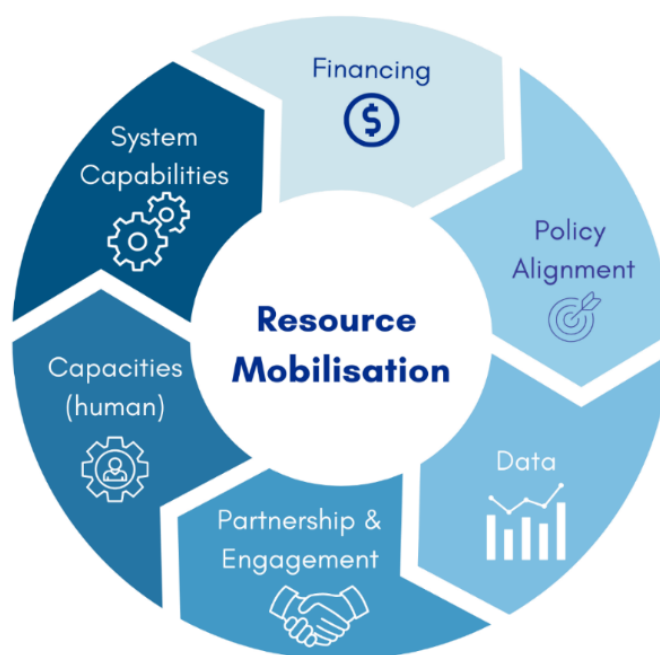 Financing
$
Policy
Alignment
Data
Partnership &
Engagement
Capacities
(human)
System
Capabilities
Resource
Mobilisation